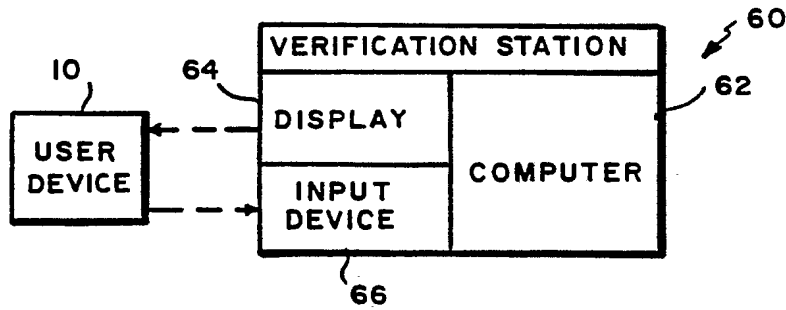 60
VERIFICATION STATION
64
62
10
DISPLAY
USER
DEVICE
COMPUTER
INPUT
DEVICE
66